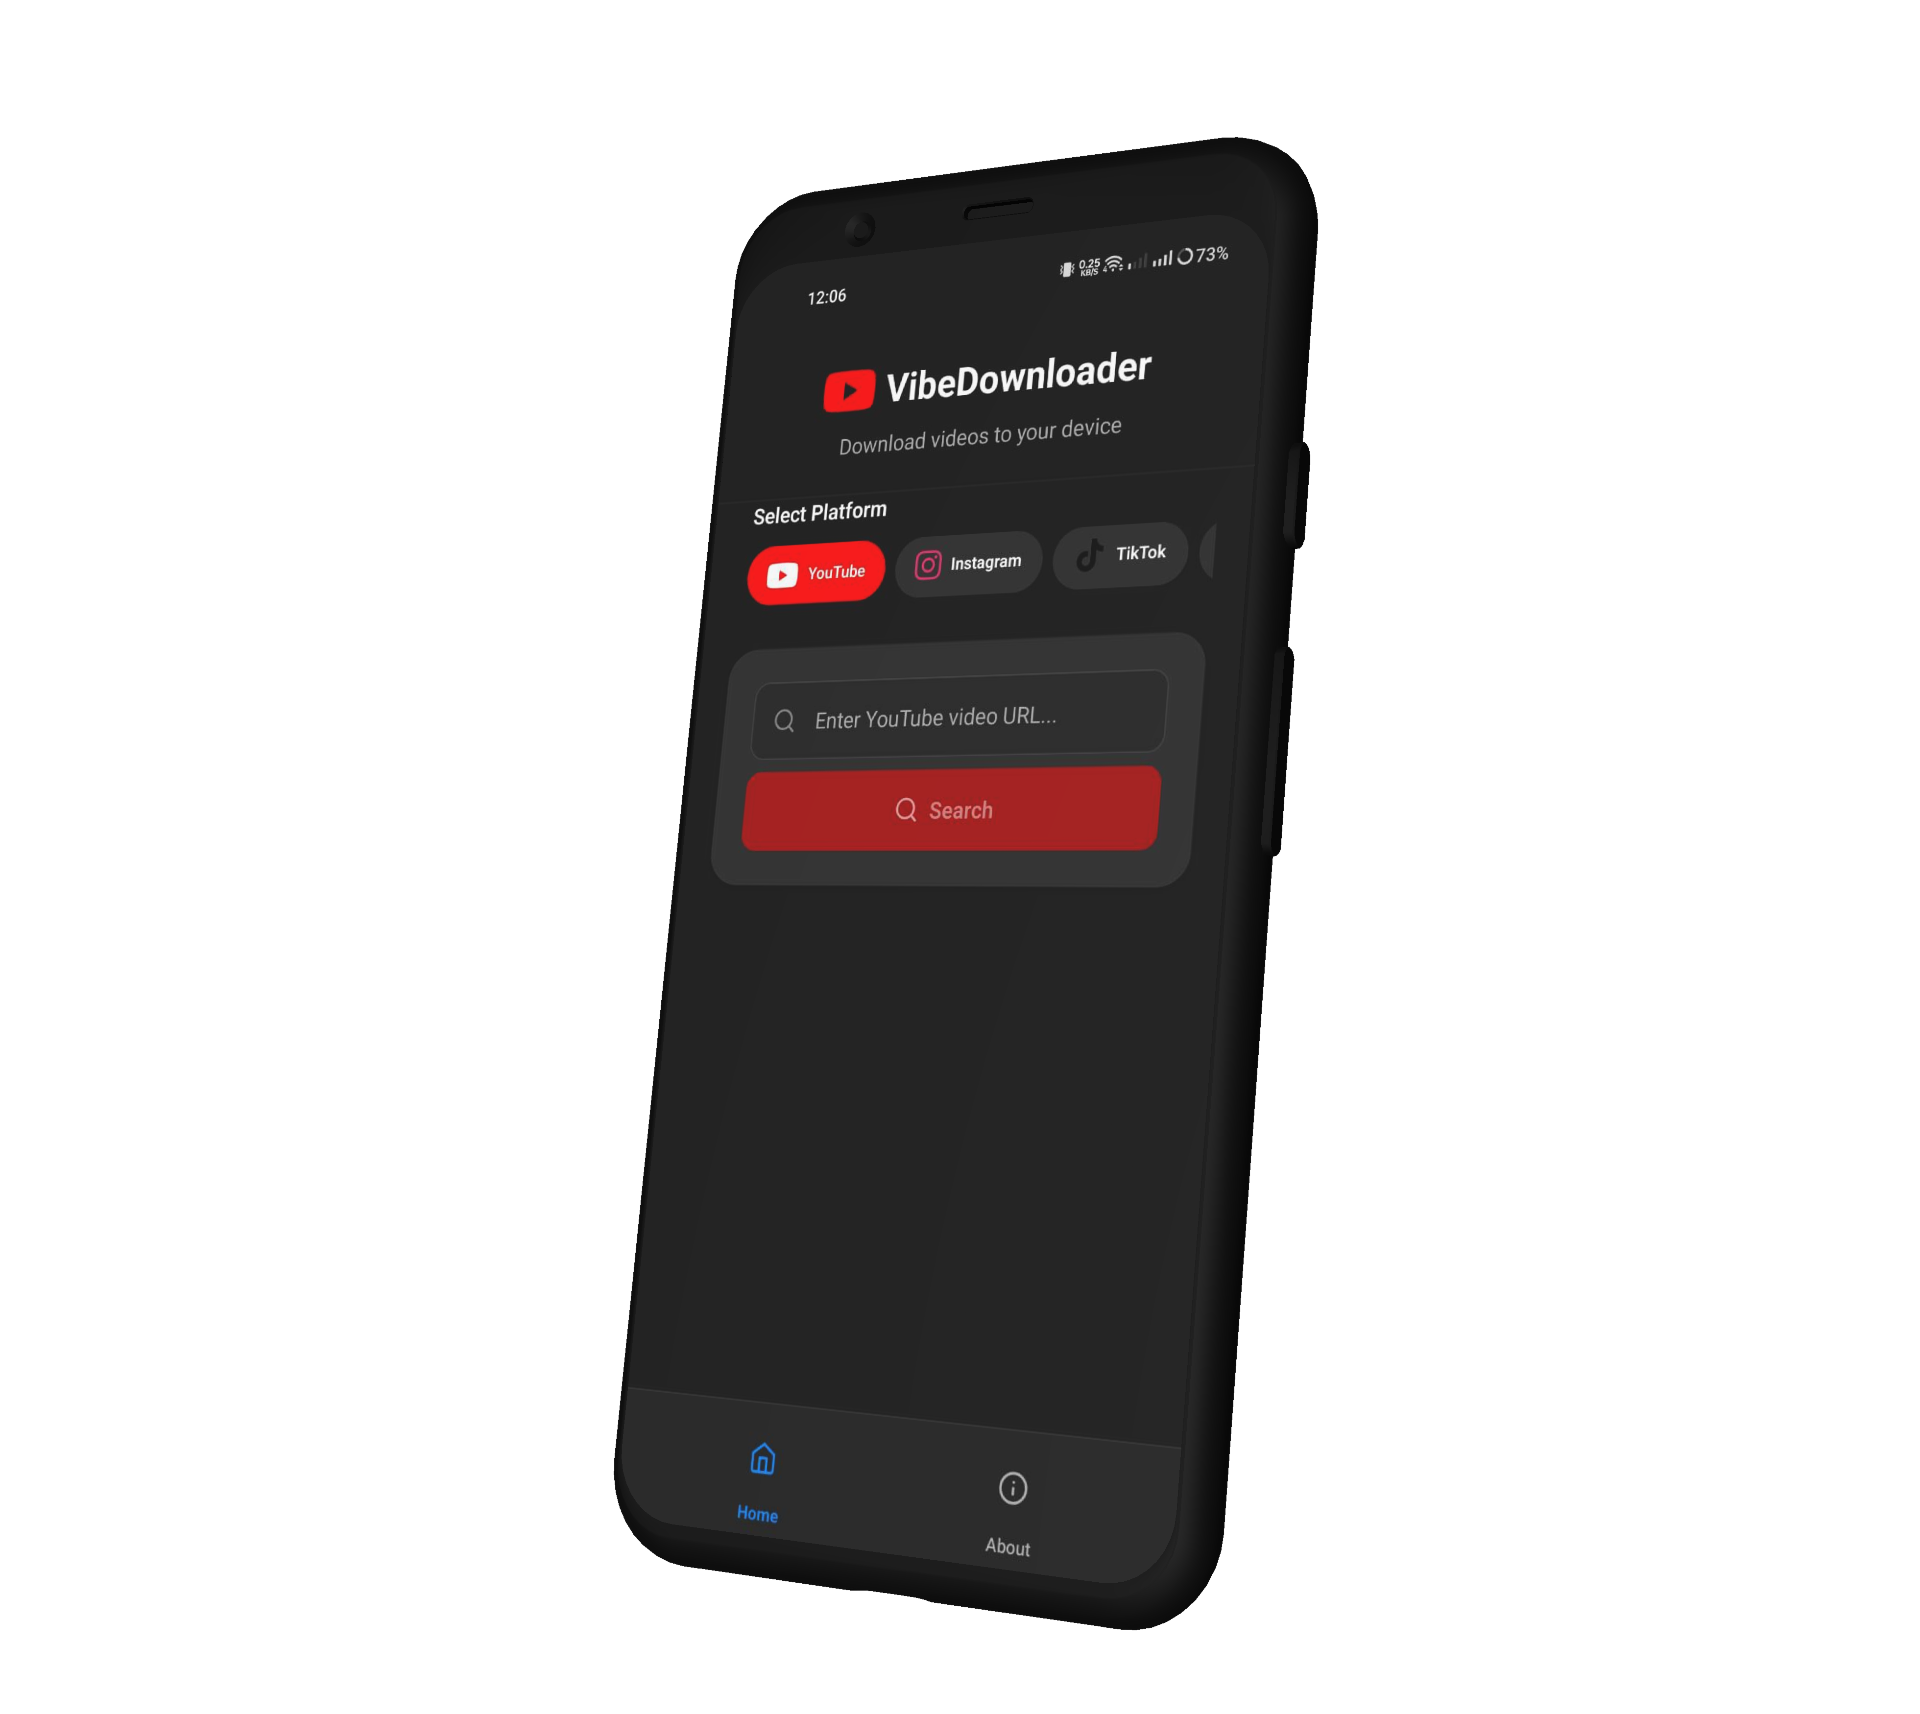 12:06
0.25
KB/S
73%
VibeDownloader
Download videos to your device
Select Platform
YouTube
Instagram
TikTok
Enter YouTube video URL...
Search
Home
About